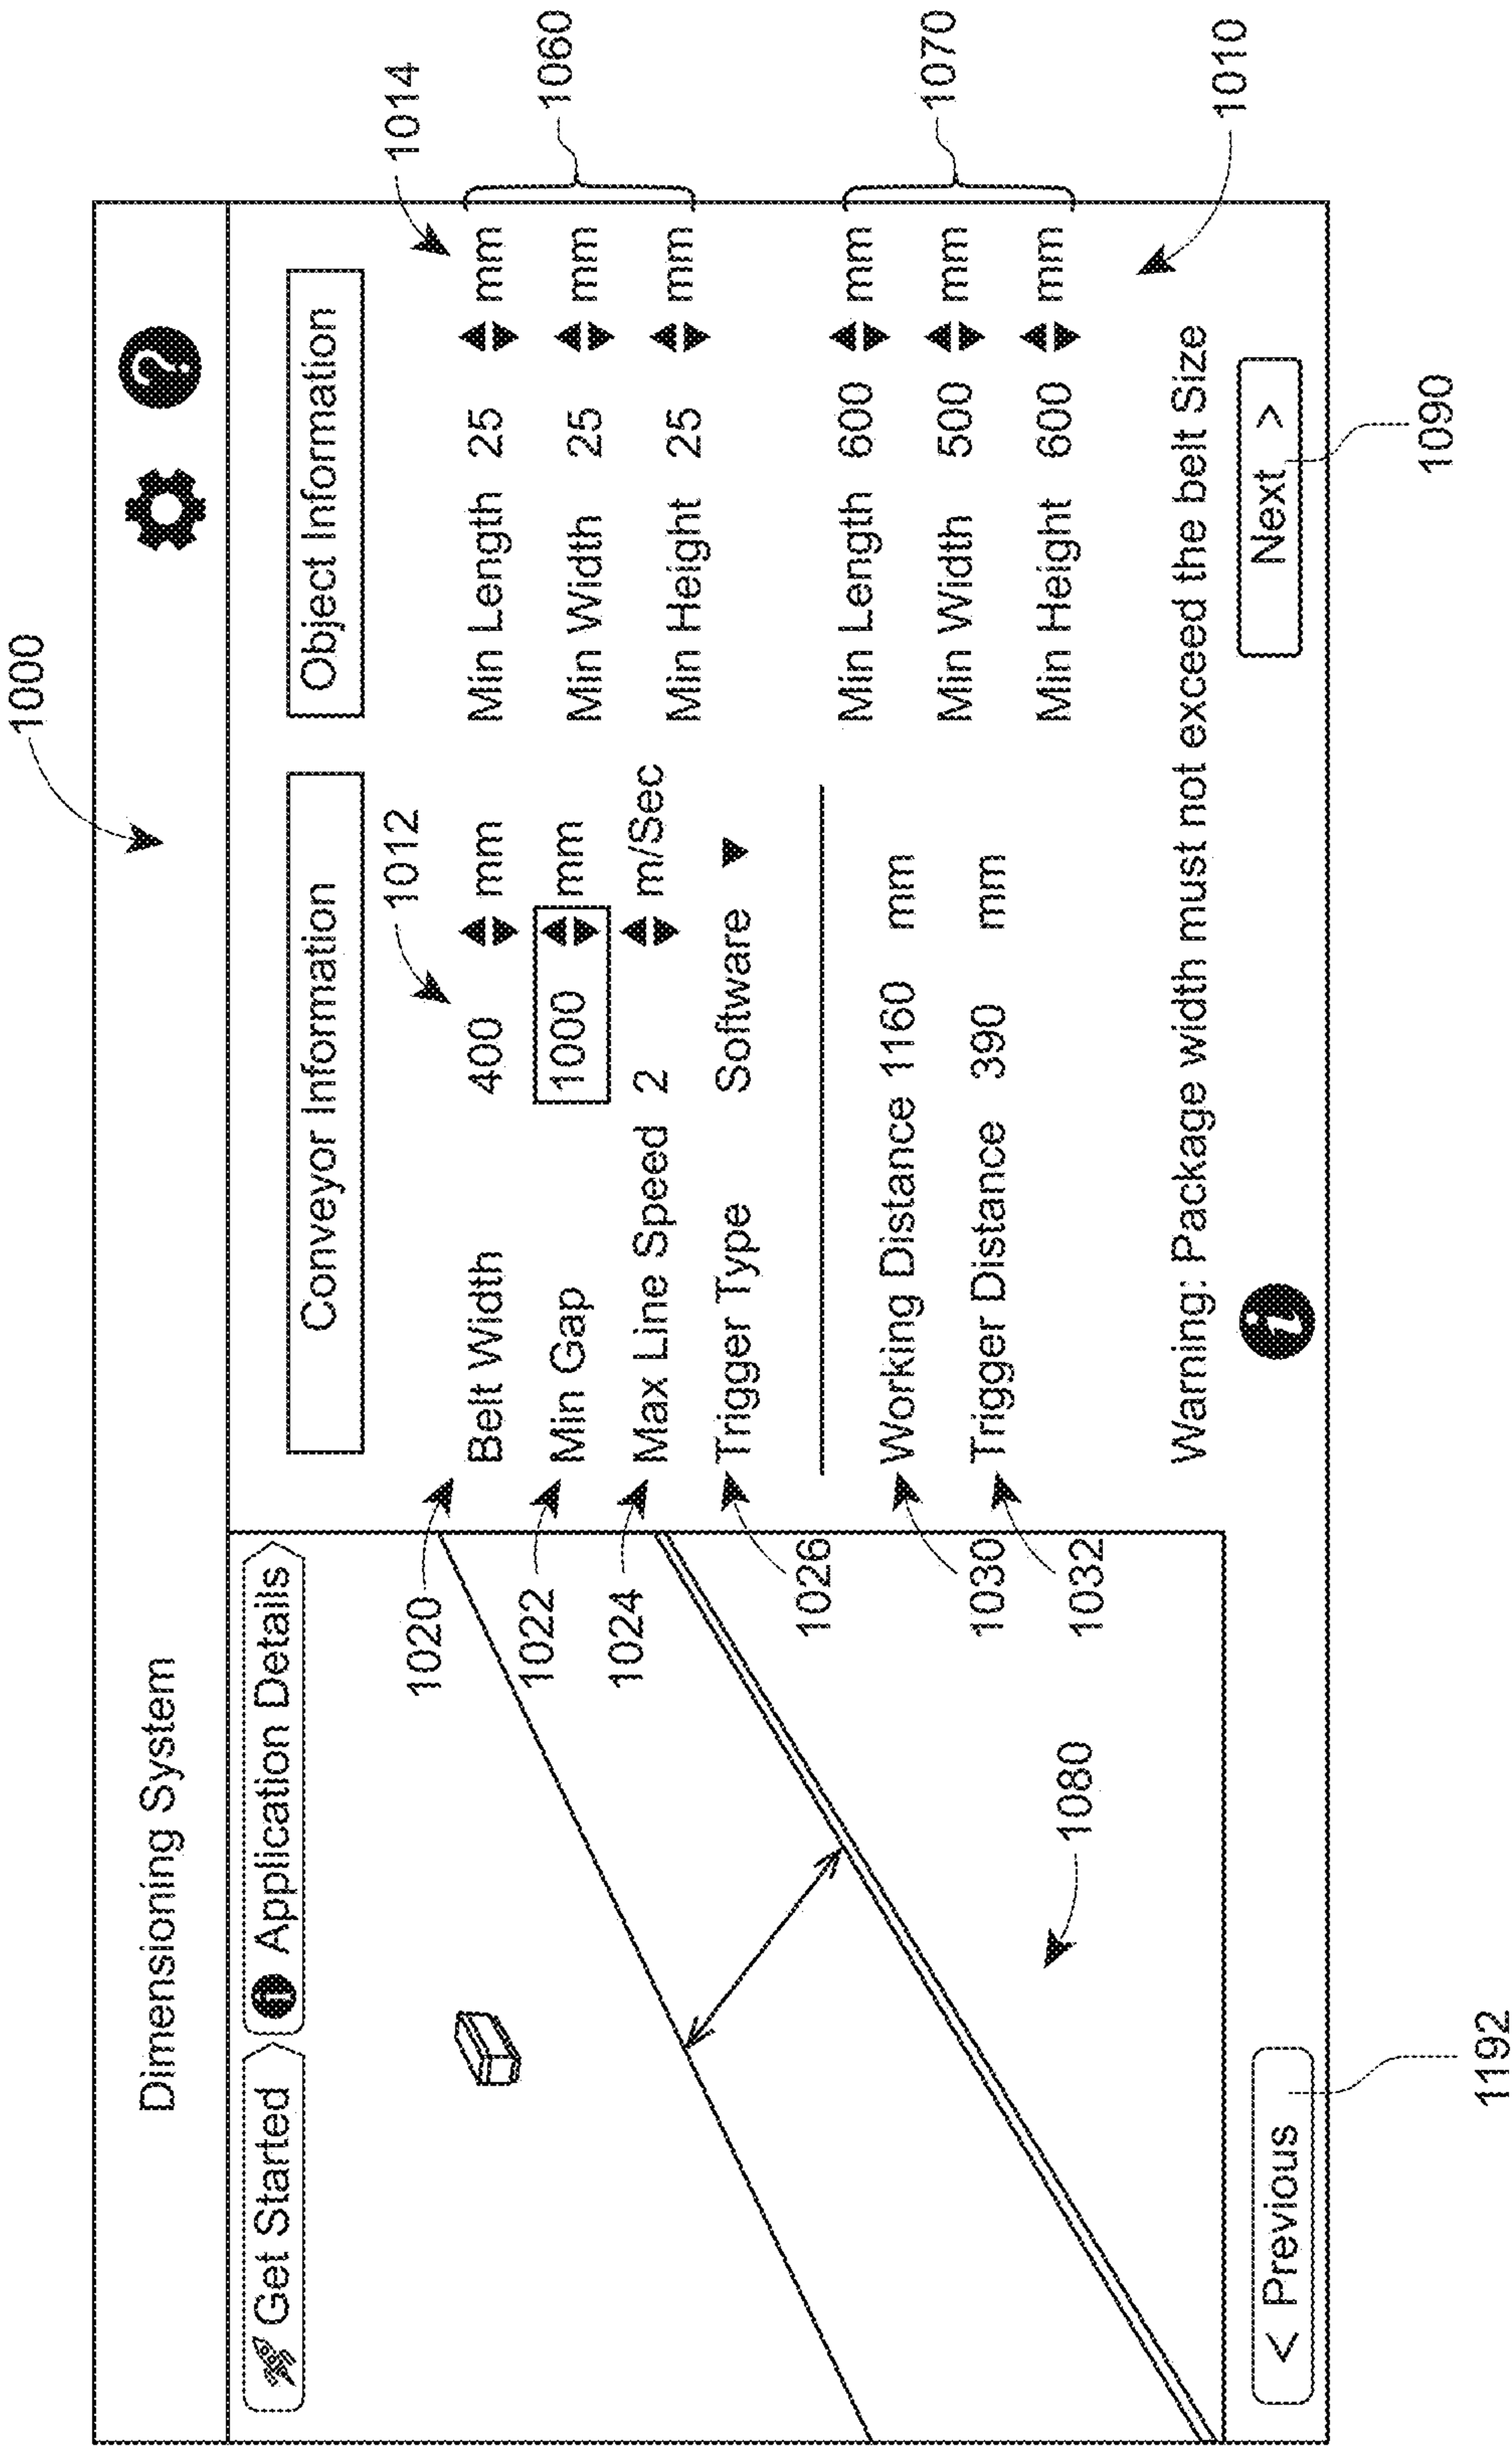 1000
Dimensioning System
?
Get Started
1 Application Details
Conveyor Information
Object Information
1012
1014
1020
Belt Width 400 mm
Min Length 25 mm
1022
Min Gap 1000 mm
Min Width 25 mm
1060
1024
Max Line Speed 2 m/Sec
Min Height 25 mm
1026
Trigger Type Software
1030
Working Distance 1160 mm
Min Length 600 mm
1032
Trigger Distance 390 mm
Min Width 500 mm
1070
Min Height 600 mm
1080
1010
Warning: Package width must not exceed the belt Size
< Previous
i
Next >
1192
1090